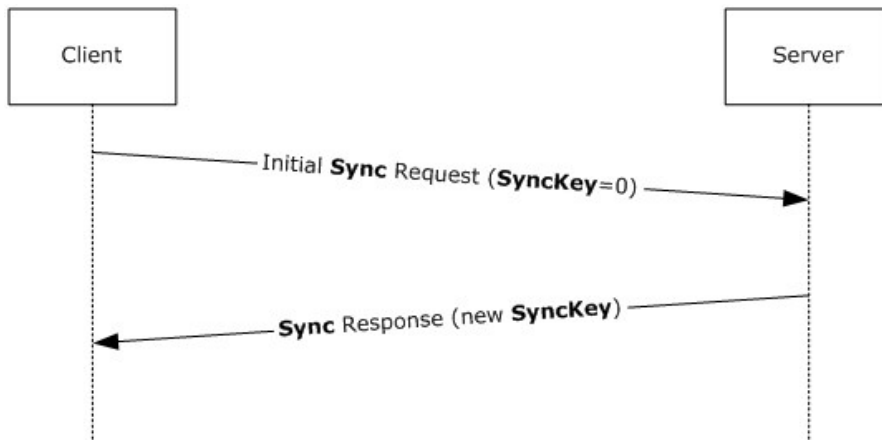 Client
Server
Initial Sync Request (SyncKey=0)
Sync Response (new SyncKey)